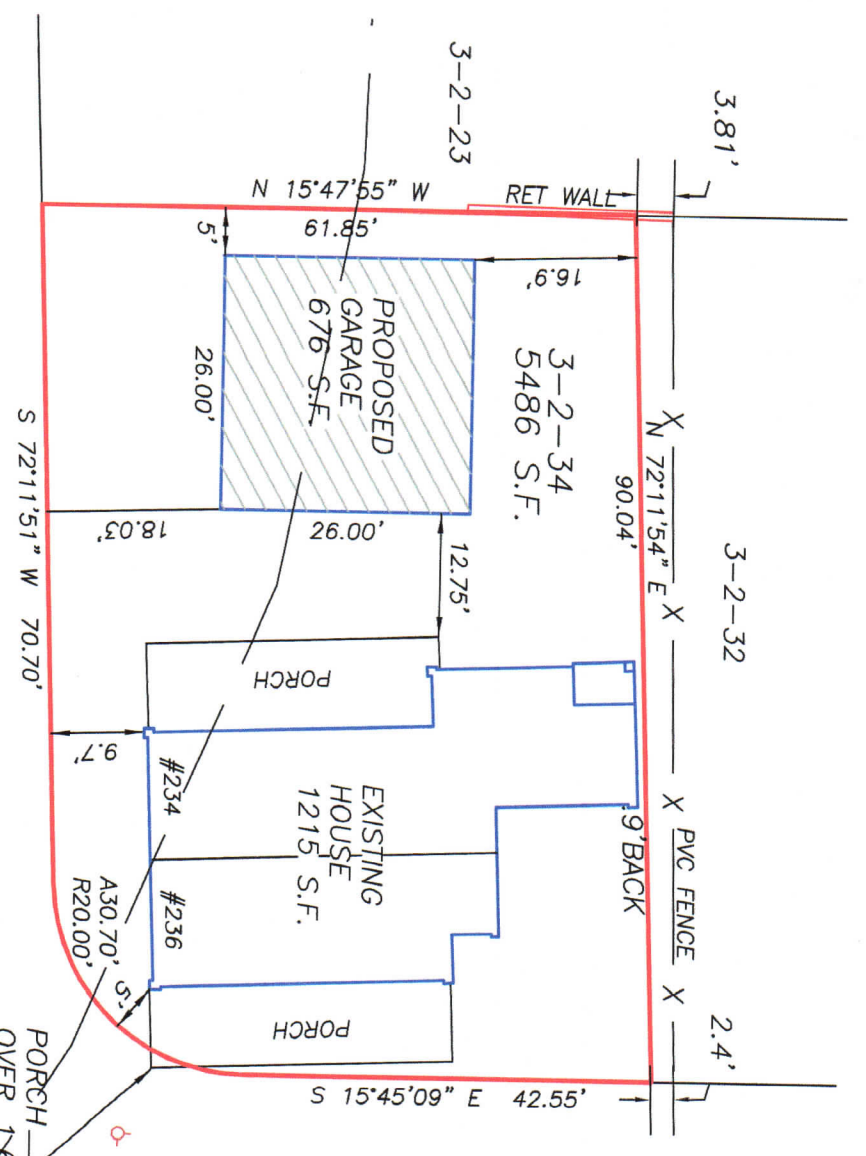 3.81'
3-2-23
N 15°47'55" W
RET WALL
61.85'
5'
16.9'
PROPOSED
GARAGE
676 S.F.
26.00'
26.00'
18.03'
12.75'
3-2-34
5486 S.F.
N 72°11'54" E
90.04'
3-2-32
S 72°11'51" W 70.70'
PORCH
9.7'
#234
#236
EXISTING
HOUSE
1215 S.F.
.9' BACK
X X X X
PVC FENCE
A30.70'
R20.00'
5'
PORCH
S 15°45'09" E 42.55'
2.4'
PORCH
OVER